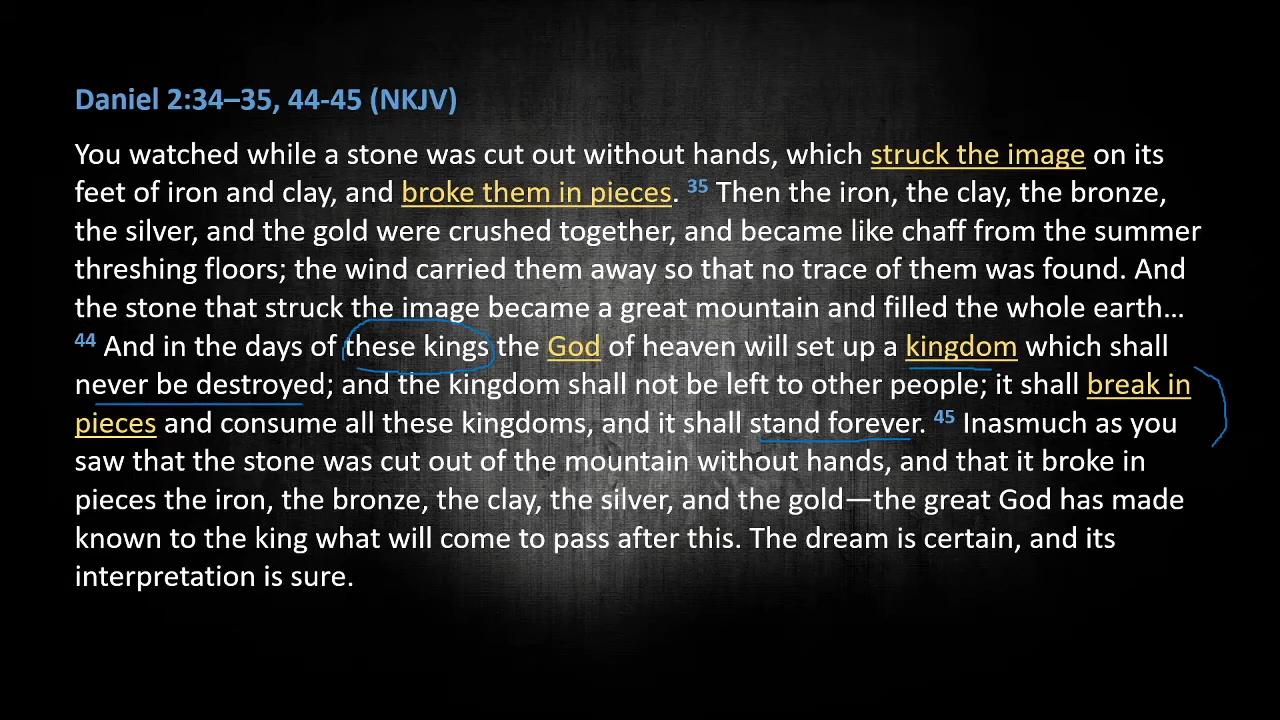 Daniel 2:34–35, 44-45 (NKJV)
You watched while a stone was cut out without hands, which struck the image on its
feet of iron and clay, and broke them in pieces. 35 Then the iron, the clay, the bronze,
the silver, and the gold were crushed together, and became like chaff from the summer
threshing floors; the wind carried them away so that no trace of them was found. And
the stone that struck the image became a great mountain and filled the whole earth...
44 And in the days of these kings the God of heaven will set up a kingdom which shall
never be destroyed; and the kingdom shall not be left to other people; it shall break in
pieces and consume all these kingdoms, and it shall stand forever. 45 Inasmuch as you
saw that the stone was cut out of the mountain without hands, and that it broke in
pieces the iron, the bronze, the clay, the silver, and the gold—the great God has made
known to the king what will come to pass after this. The dream is certain, and its
interpretation is sure.